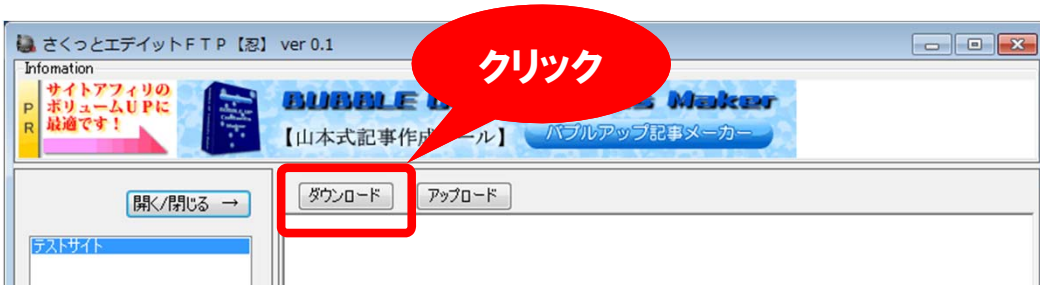 さくっとエデイットFTP【忍】 ver 0.1
クリック
Infomation
PR
サイトアフィリの
ボリュームUPに
最適です!
BUBBLE Maker
【山本式記事作成 ール】
バブルアップ記事メーカー
開く/閉じる →
ダウンロード
アップロード
テストサイト